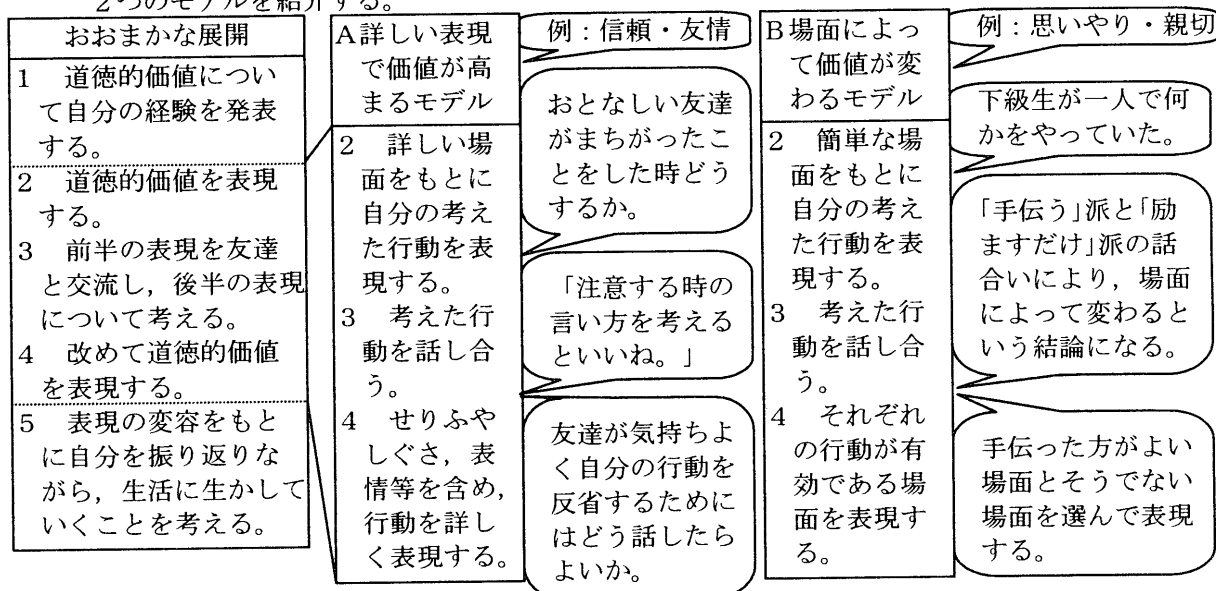 2つのモデルを紹介する。
おおまかな展開
1 道徳的価値につい
て自分の経験を発表
する。
2 道徳的価値を表現
する。
3 前半の表現を友達
と交流し，後半の表現
について考える。
4 改めて道徳的価値
を表現する。
5 表現の変容をもと
に自分を振り返りな
がら，生活に生かして
いくことを考える。
A詳しい表現
で価値が高
まるモデル
2 詳しい場
面をもとに
自分の考え
た行動を表
現する。
3 考えた行
動を話し合
う。
4 せりふや
しぐさ，表
情等を含め，
行動を詳し
く表現する。
例：信頼・友情
おとなしい友達
がまちがったこ
とをした時どう
するか。
「注意する時の
言い方を考える
といいね。」
友達が気持ちよ
く自分の行動を
反省するために
はどう話したら
よいか。
B場面によっ
て価値が変
わるモデル
2 簡単な場
面をもとに
自分の考え
た行動を表
現する。
3 考えた行
動を話し合
う。
4 それぞれ
の行動が有
効である場
面を表現す
る。
例：思いやり・親切
下級生が一人で何
かをやっていた。
「手伝う」派と「励
ますだけ」派の話
合いにより，場面
によって変わると
いう結論になる。
手伝った方がよい
場面とそうでない
場面を選んで表現
する。